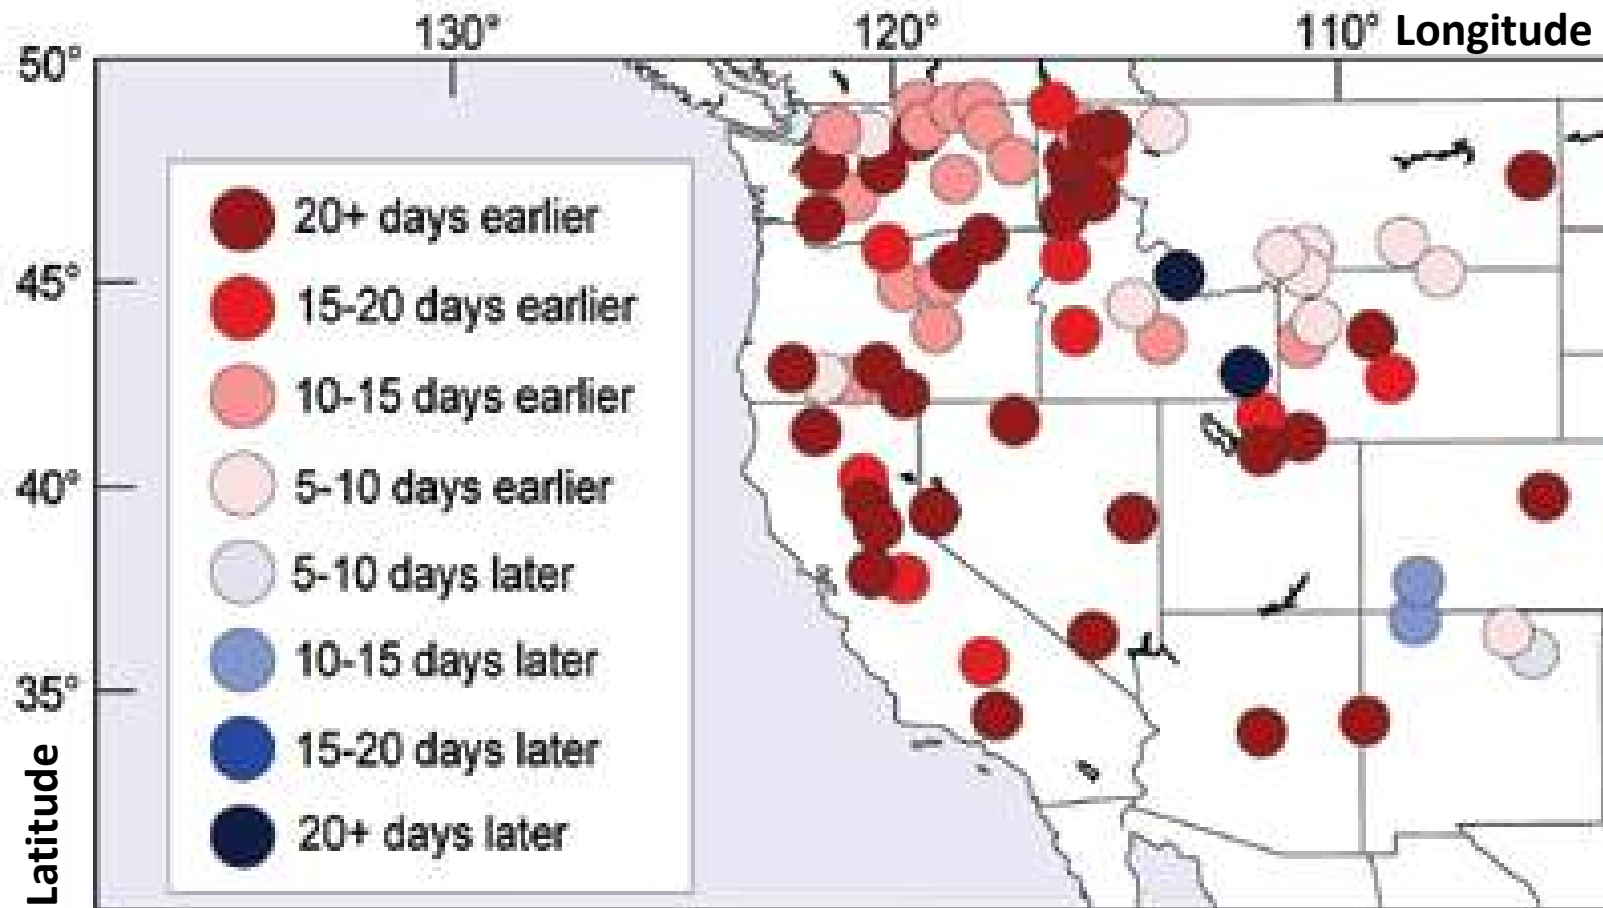 130° 120° 110° Longitude
50°
45°
40°
35°
Latitude
20+ days earlier
15-20 days earlier
10-15 days earlier
5-10 days earlier
5-10 days later
10-15 days later
15-20 days later
20+ days later